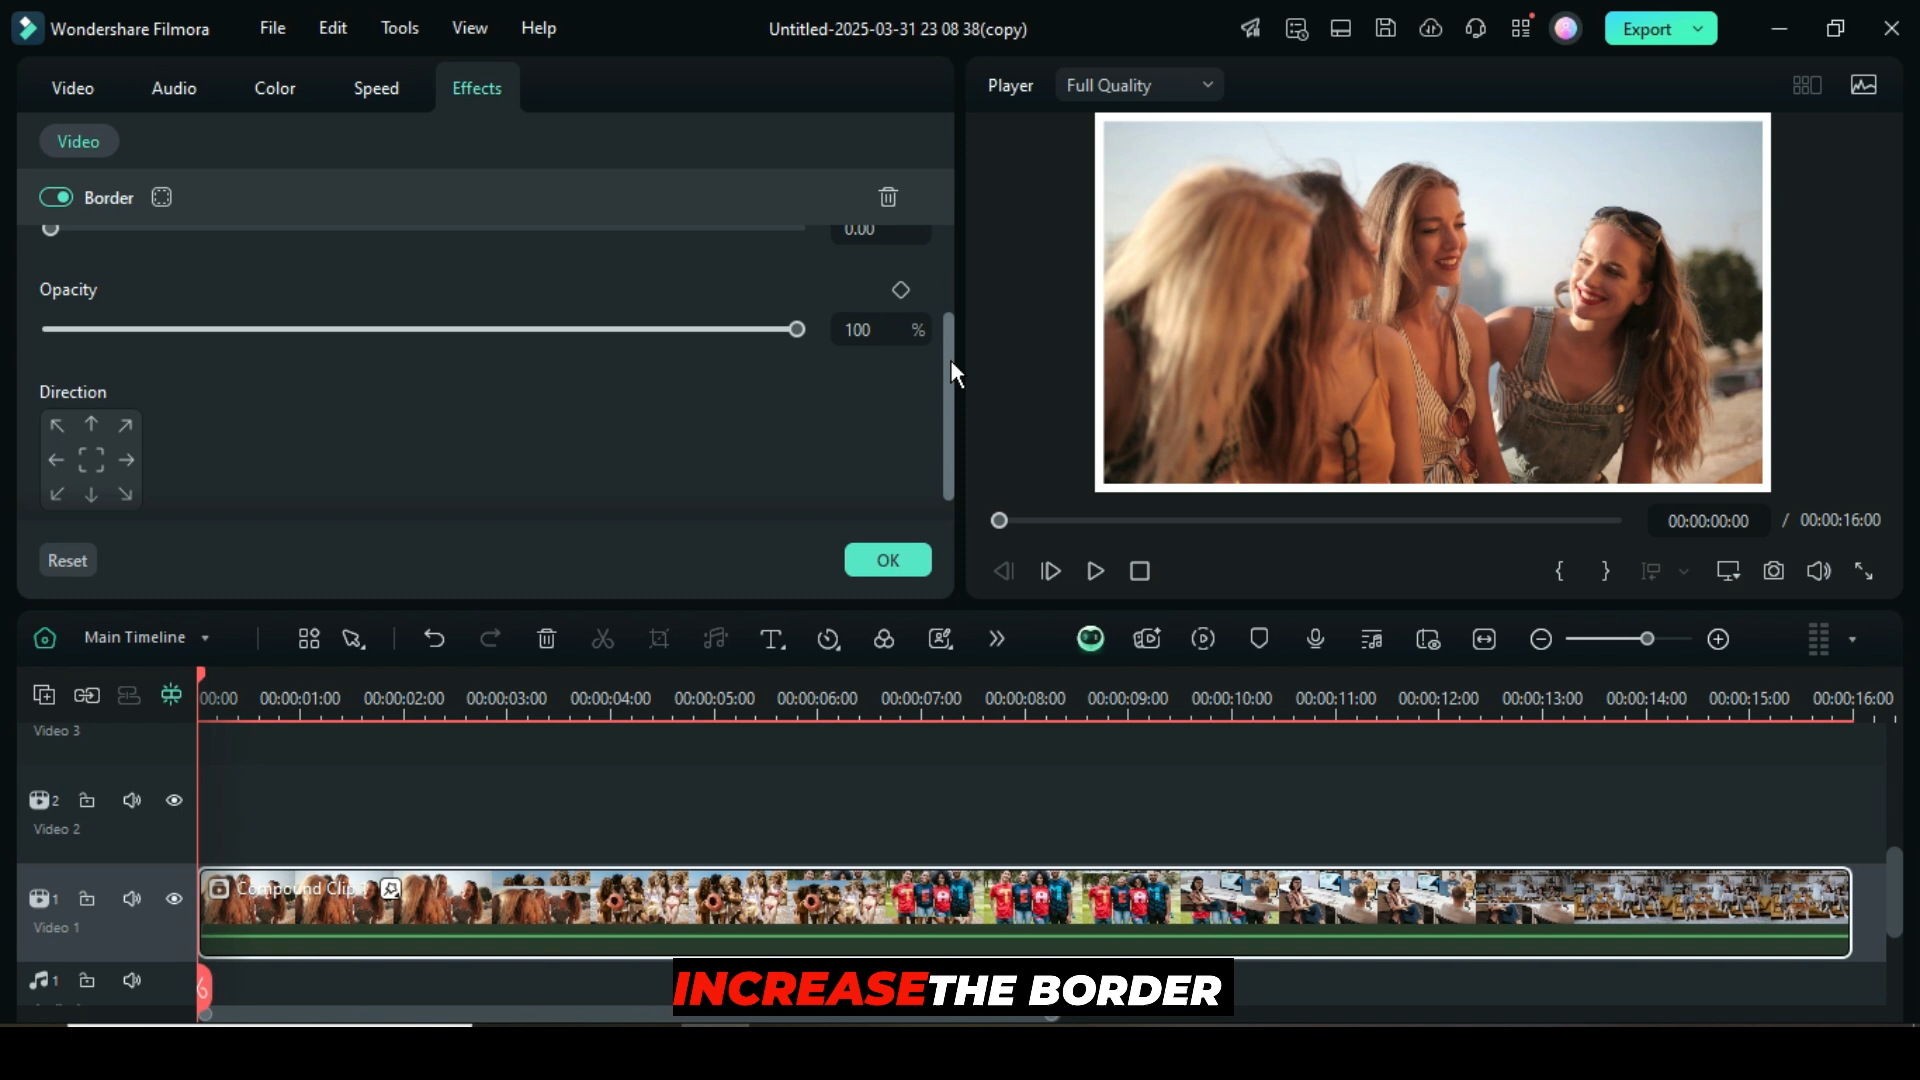 Wondershare Filmora File Edit Tools View Help Untitled-2025-03-31 23 08 38(copy) Export
Video Audio Color Speed Effects
Player Full Quality
Video
Border
0.00
Opacity
100 %
Direction
Reset OK
00:00:00:00 / 00:00:16:00
Main Timeline
00:00 00:00:01:00 00:00:02:00 00:00:03:00 00:00:04:00 00:00:05:00 00:00:06:00 00:00:07:00 00:00:08:00 00:00:09:00 00:00:10:00 00:00:11:00 00:00:12:00 00:00:13:00 00:00:14:00 00:00:15:00 00:00:16:00
Video 3
2
Video 2
Compound Clip
1
Video 1
1
INCREASE THE BORDER